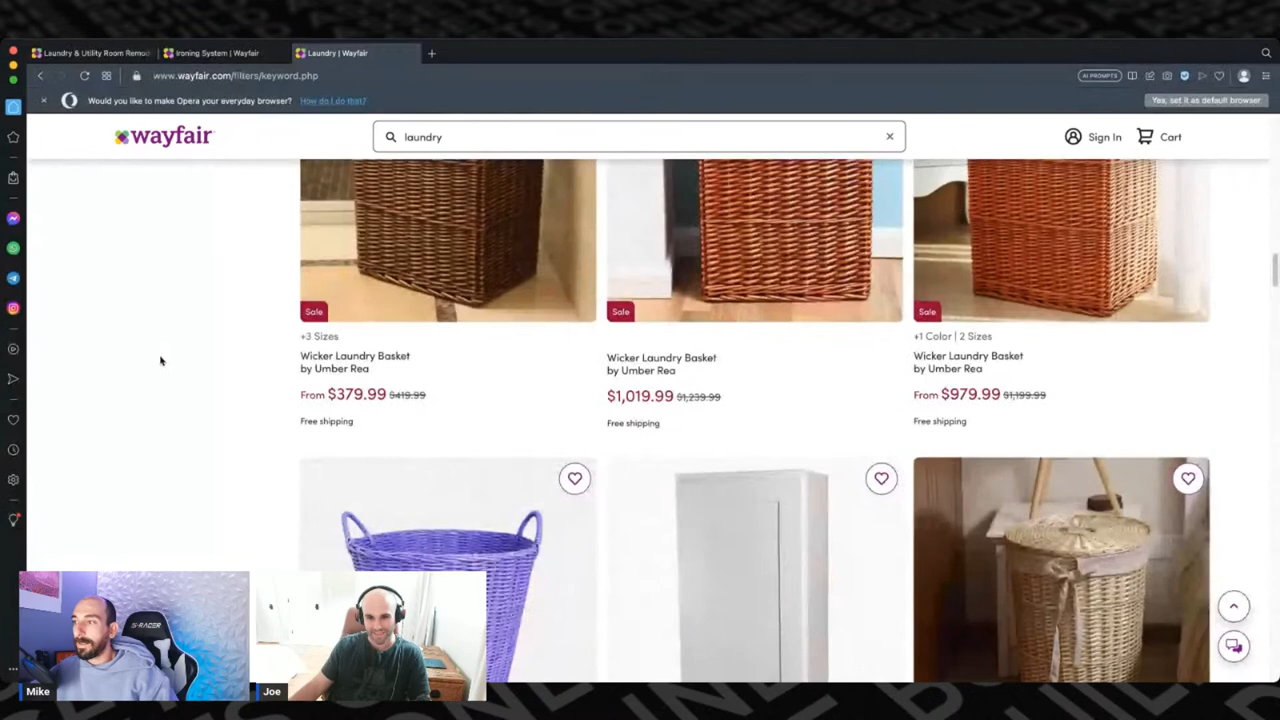 Laundry & Utility Room Remod
Ironing System | Wayfair
Laundry | Wayfair
www.wayfair.com/filters/keyword.php
AI PROMPTS
Would you like to make Opera your everyday browser? How do I do that?
Yes, set it as default browser
wayfair
laundry
Sign In
Cart
Sale
Sale
Sale
+3 Sizes
+1 Color | 2 Sizes
Wicker Laundry Basket
by Umber Rea
Wicker Laundry Basket
by Umber Rea
Wicker Laundry Basket
by Umber Rea
From $379.99 $419.99
$1,019.99 $1,239.99
From $979.99 $1,199.99
Free shipping
Free shipping
Free shipping
S-RACER
Mike
Joe